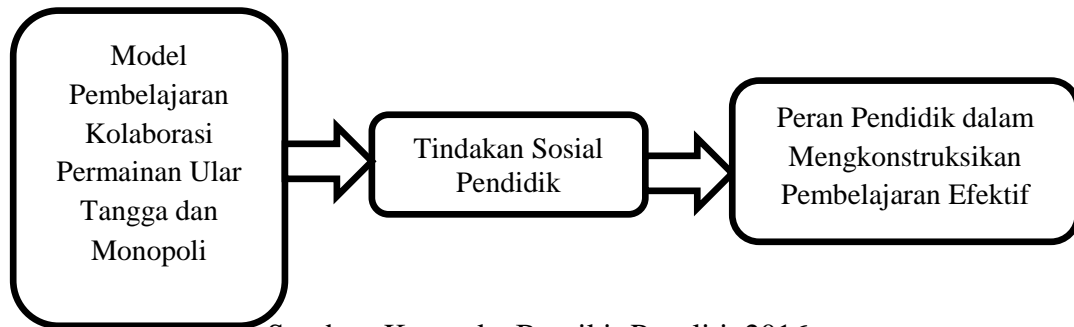 Model
Pembelajaran
Kolaborasi
Permainan Ular
Tangga dan
Monopoli
Tindakan Sosial
Pendidik
Peran Pendidik dalam
Mengkonstruksikan
Pembelajaran Efektif